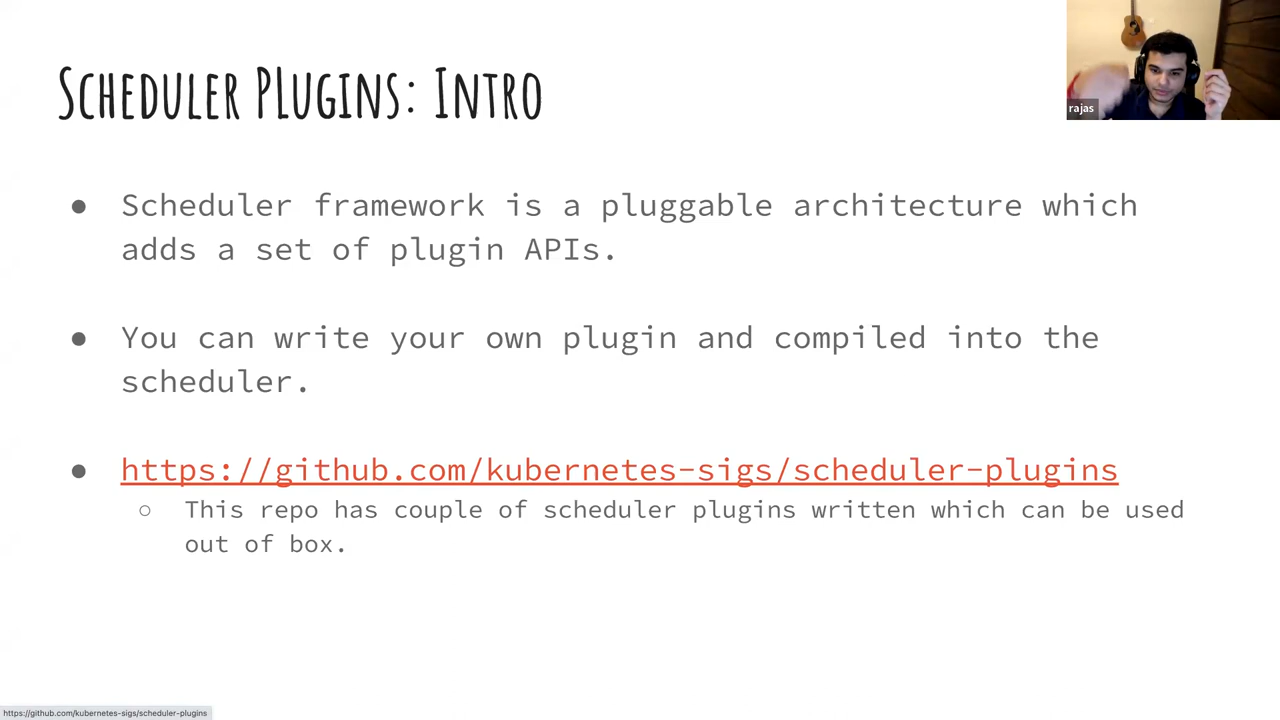 Scheduler Plugins: Intro
rajas
● Scheduler framework is a pluggable architecture which
adds a set of plugin APIs.
● You can write your own plugin and compiled into the
scheduler.
● https://github.com/kubernetes-sigs/scheduler-plugins
○ This repo has couple of scheduler plugins written which can be used
out of box.
https://github.com/kubernetes-sigs/scheduler-plugins